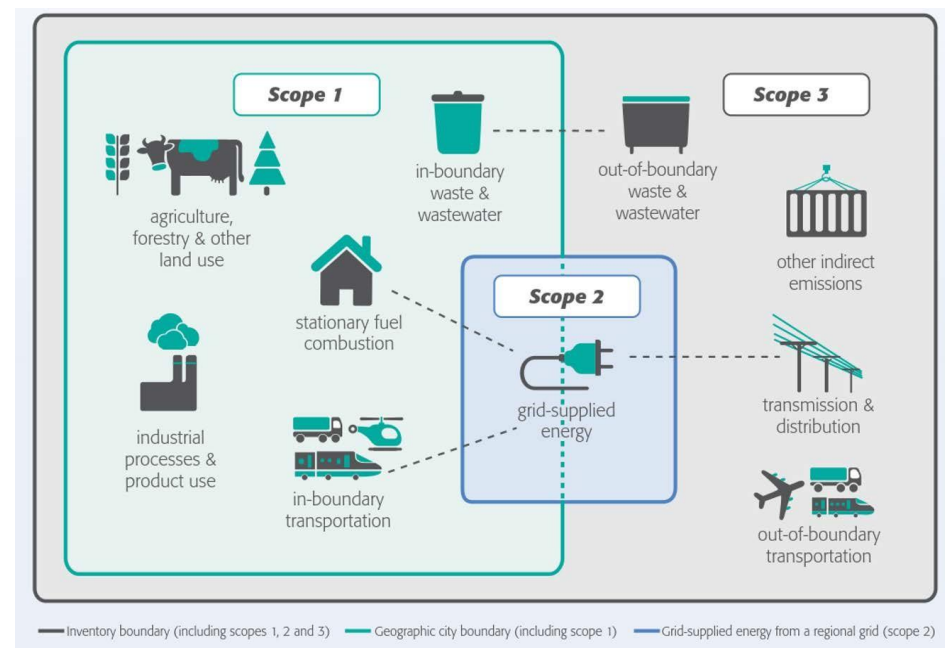 Scope 1
Scope 3
in-boundary
waste &
wastewater
out-of-boundary
waste &
wastewater
agriculture,
forestry & other
land use
other indirect
emissions
Scope 2
stationary fuel
combustion
grid-supplied
energy
transmission &
distribution
industrial
processes &
product use
in-boundary
transportation
out-of-boundary
transportation
Inventory boundary (including scopes 1, 2 and 3)
Geographic city boundary (including scope 1)
Grid-supplied energy from a regional grid (scope 2)